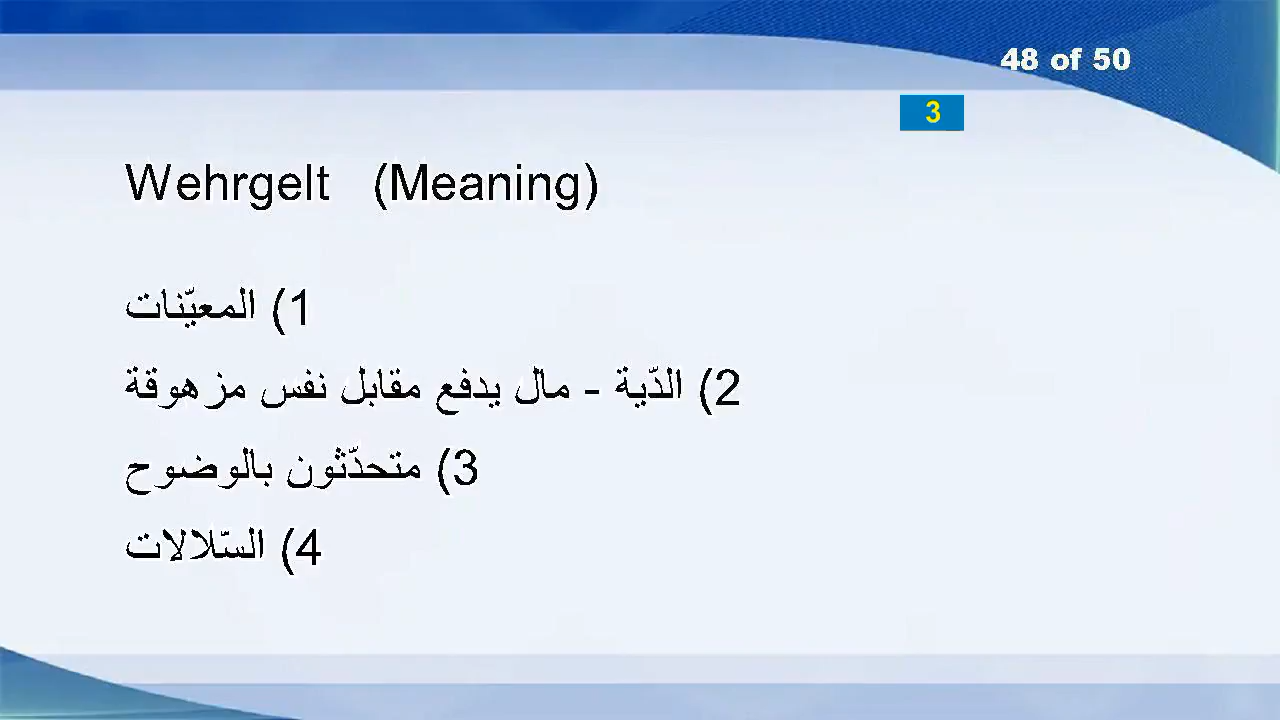 48 of 50
3
Wehrgelt (Meaning)
1) المعيّنات
2) الدّية - مال يدفع مقابل نفس مزهوقة
3) متحدّثون بالوضوح
4) السّلالات